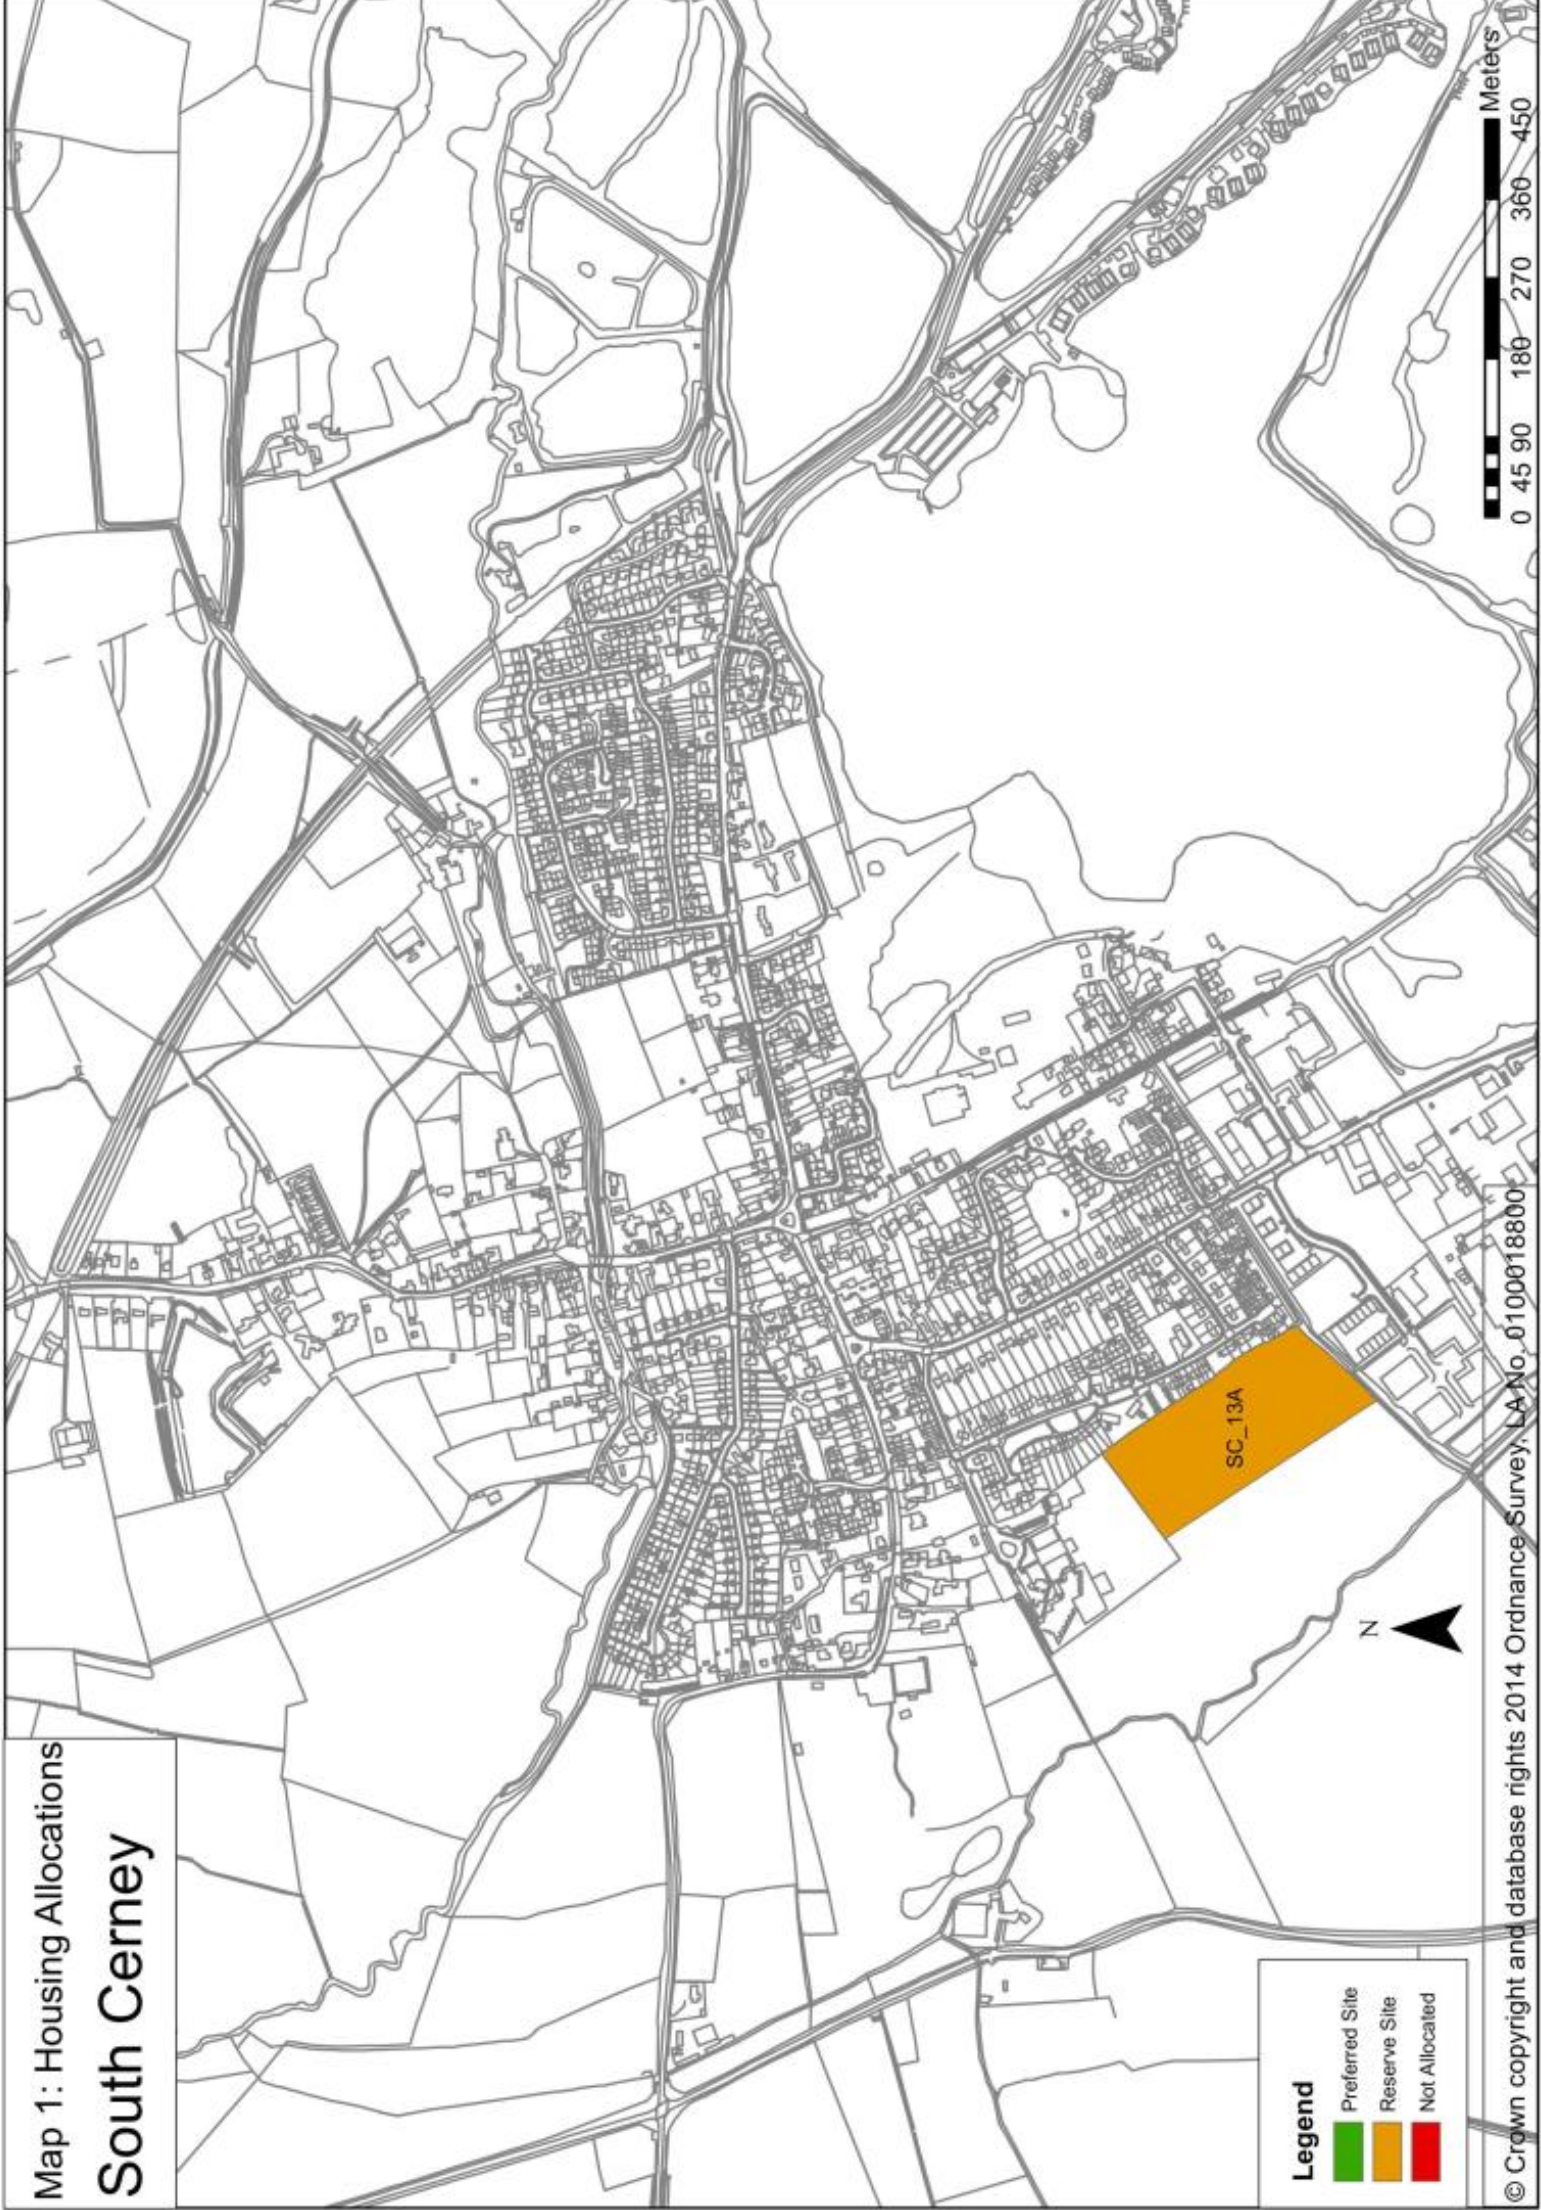 Map 1: Housing Allocations
South Cerney
SC_13A
N
Legend
Preferred Site
Reserve Site
Not Allocated
Meters
0 45 90 180 270 360 450
© Crown copyright and database rights 2014 Ordnance Survey, LA No. 0100018800